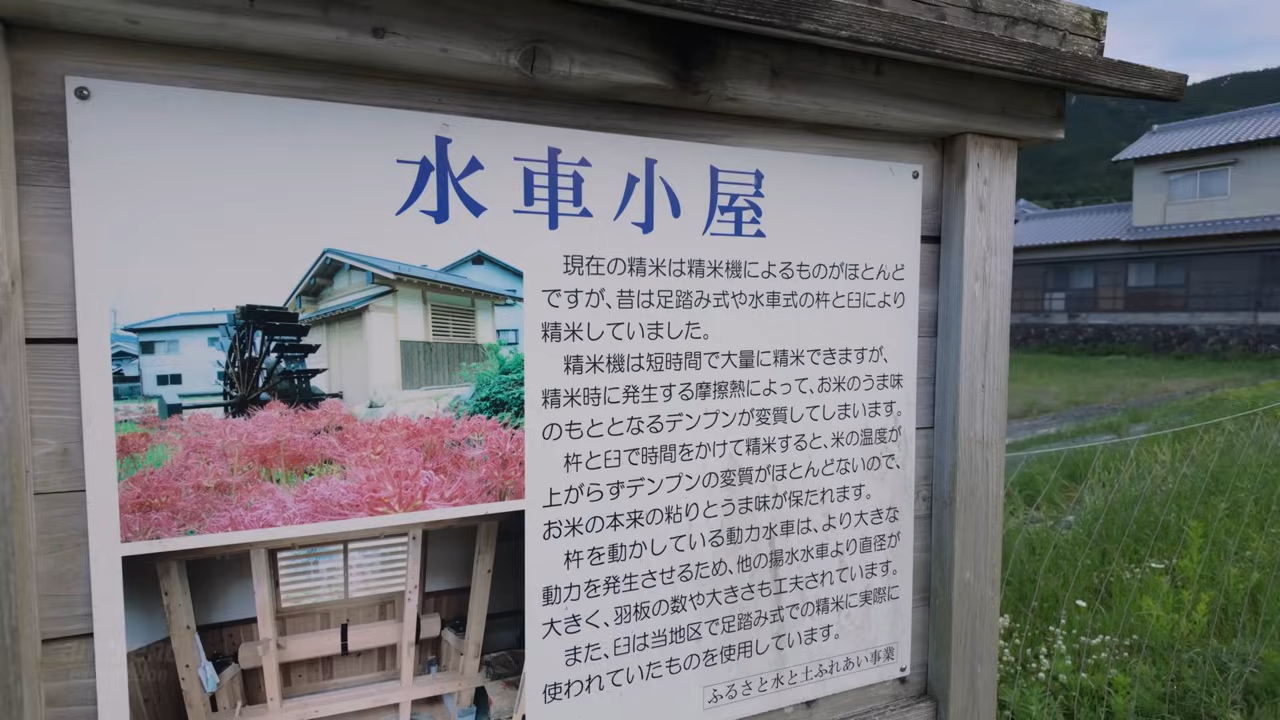 水車小屋
現在の精米は精米機によるものがほとんど
ですが、昔は足踏み式や水車式の杵と臼により
精米していました。
精米機は短時間で大量に精米できますが、
精米時に発生する摩擦熱によって、お米のうま味
のもととなるデンプンが変質してしまいます。
杵と臼で時間をかけて精米すると、米の温度が
上がらずデンプンの変質がほとんどないので、
お米の本来の粘りとうま味が保たれます。
杵を動かしている動力水車は、より大きな
動力を発生させるため、他の揚水水車より直径が
大きく、羽板の数や大きさも工夫されています。
また、臼は当地区で足踏み式での精米に実際に
使われていたものを使用しています。
ふるさと水と土ふれあい事業